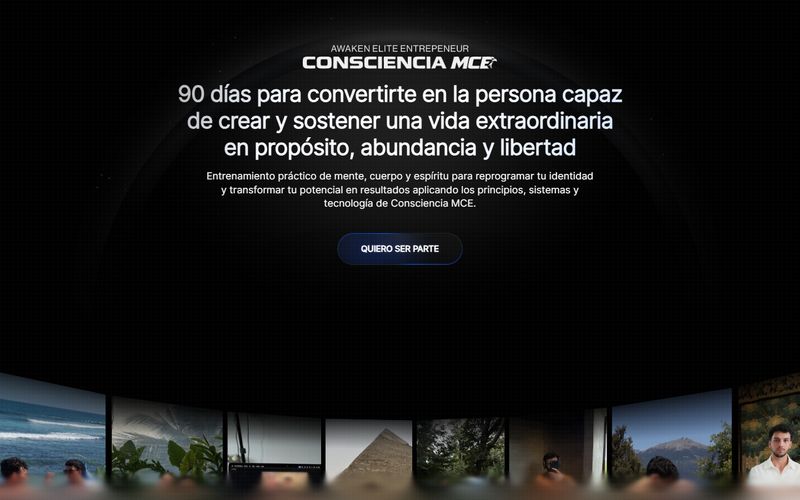 AWAKEN ELITE ENTREPENEUR
CONSCIENCIA MCE
90 días para convertirte en la persona capaz
de crear y sostener una vida extraordinaria
en propósito, abundancia y libertad
Entrenamiento práctico de mente, cuerpo y espíritu para reprogramar tu identidad
y transformar tu potencial en resultados aplicando los principios, sistemas y
tecnología de Consciencia MCE.
QUIERO SER PARTE